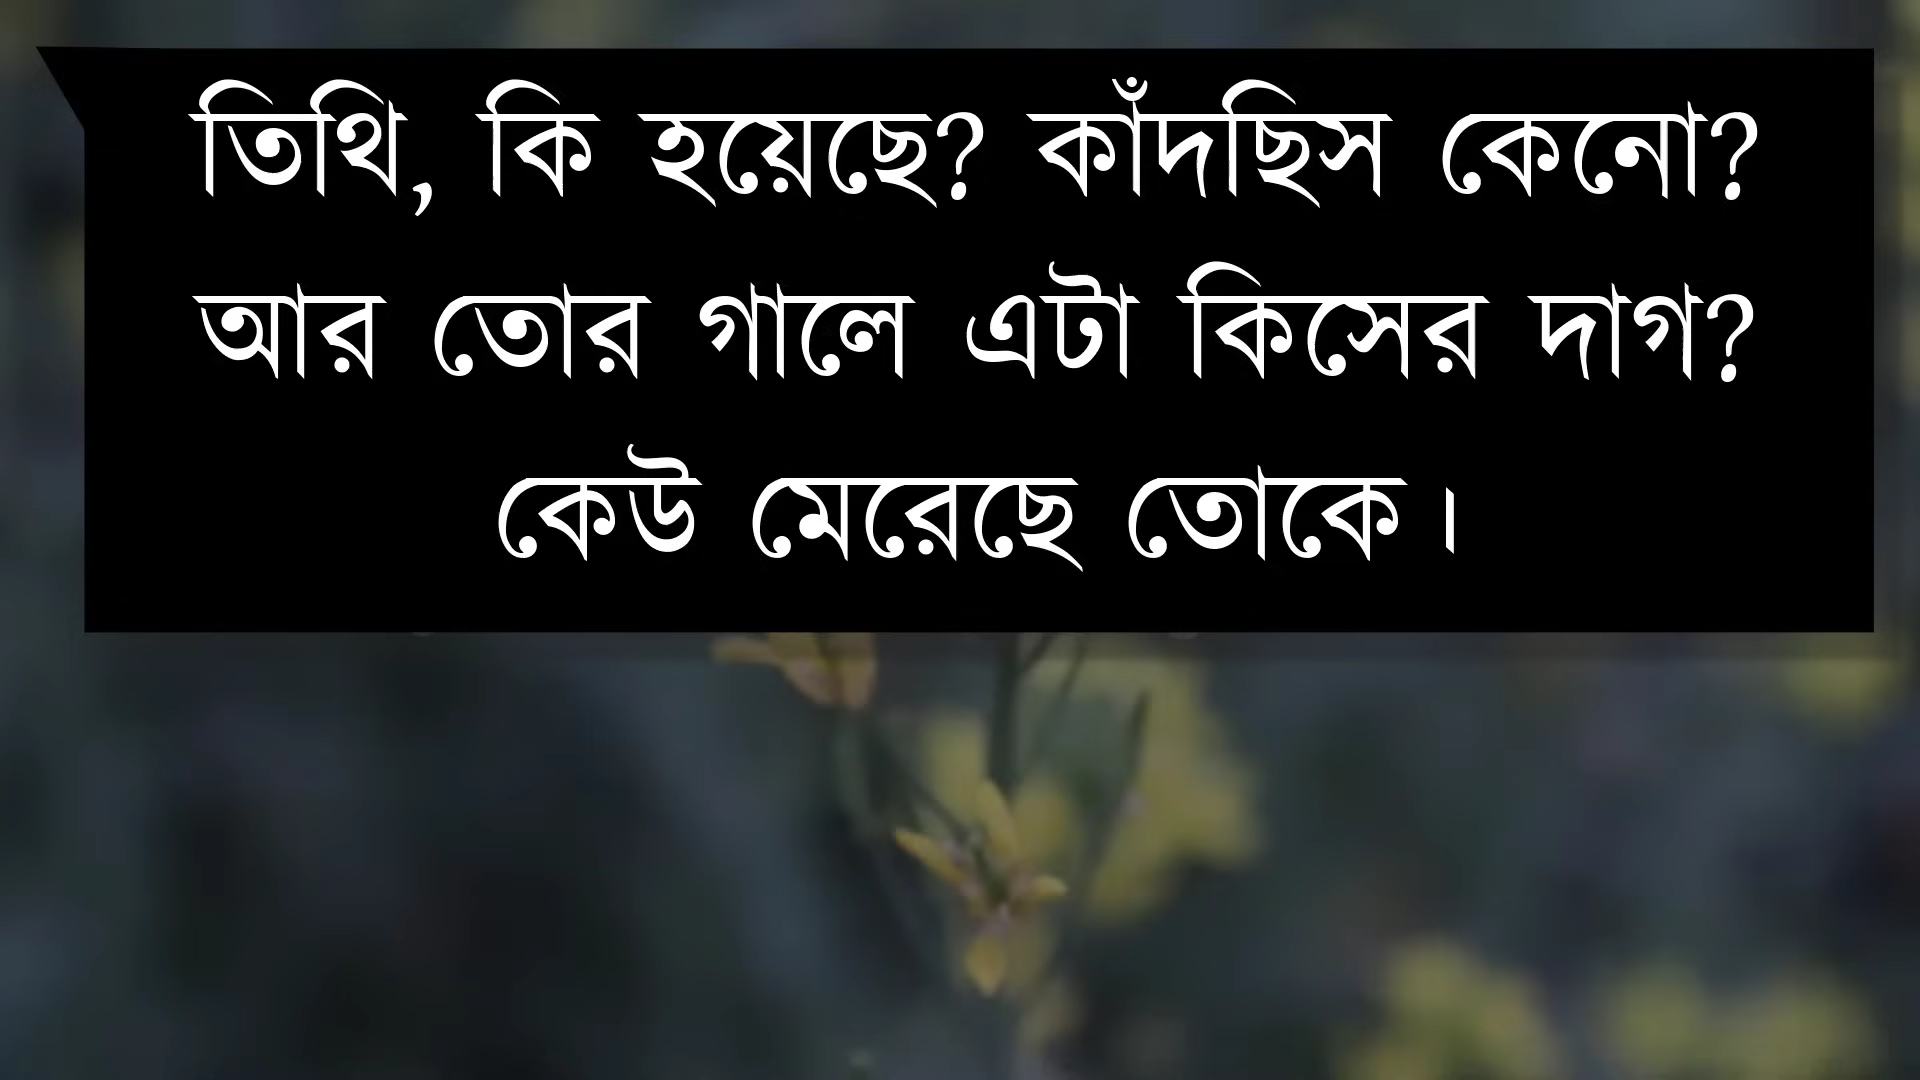 তিথি, কি হয়েছে? কাঁদছিস কেনো?
আর তোর গালে এটা কিসের দাগ?
কেউ মেরেছে তোকে।